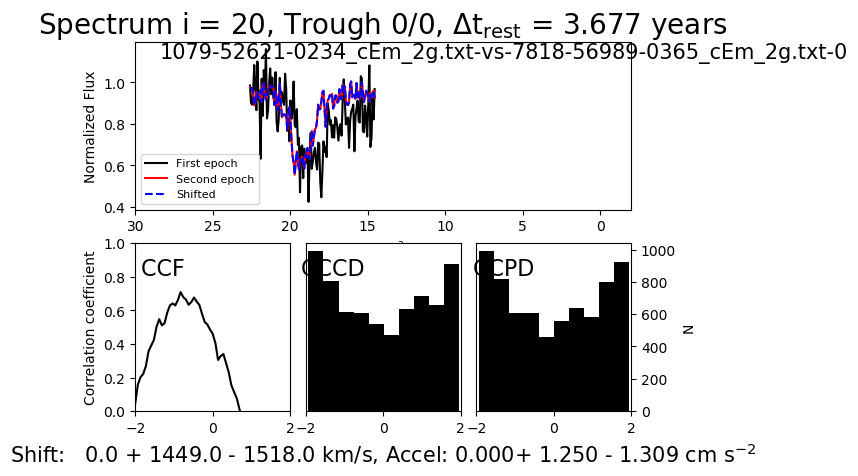 Spectrum i = 20, Trough 0/0, Δt_rest = 3.677 years
1079-52621-0234_cEm_2g.txt-vs-7818-56989-0365_cEm_2g.txt-0
Normalized Flux
1.0
0.8
0.6
0.4
First epoch
Second epoch
Shifted
30 25 20 15 10 5 0
Correlation coefficient
1.0
0.8
0.6
0.4
0.2
0.0
CCF
CCCD
CCPD
1000
800
600
400
200
0
N
−2 0 2
−2 0 2
−2 0 2
Shift: 0.0 + 1449.0 - 1518.0 km/s, Accel: 0.000+ 1.250 - 1.309 cm s⁻²